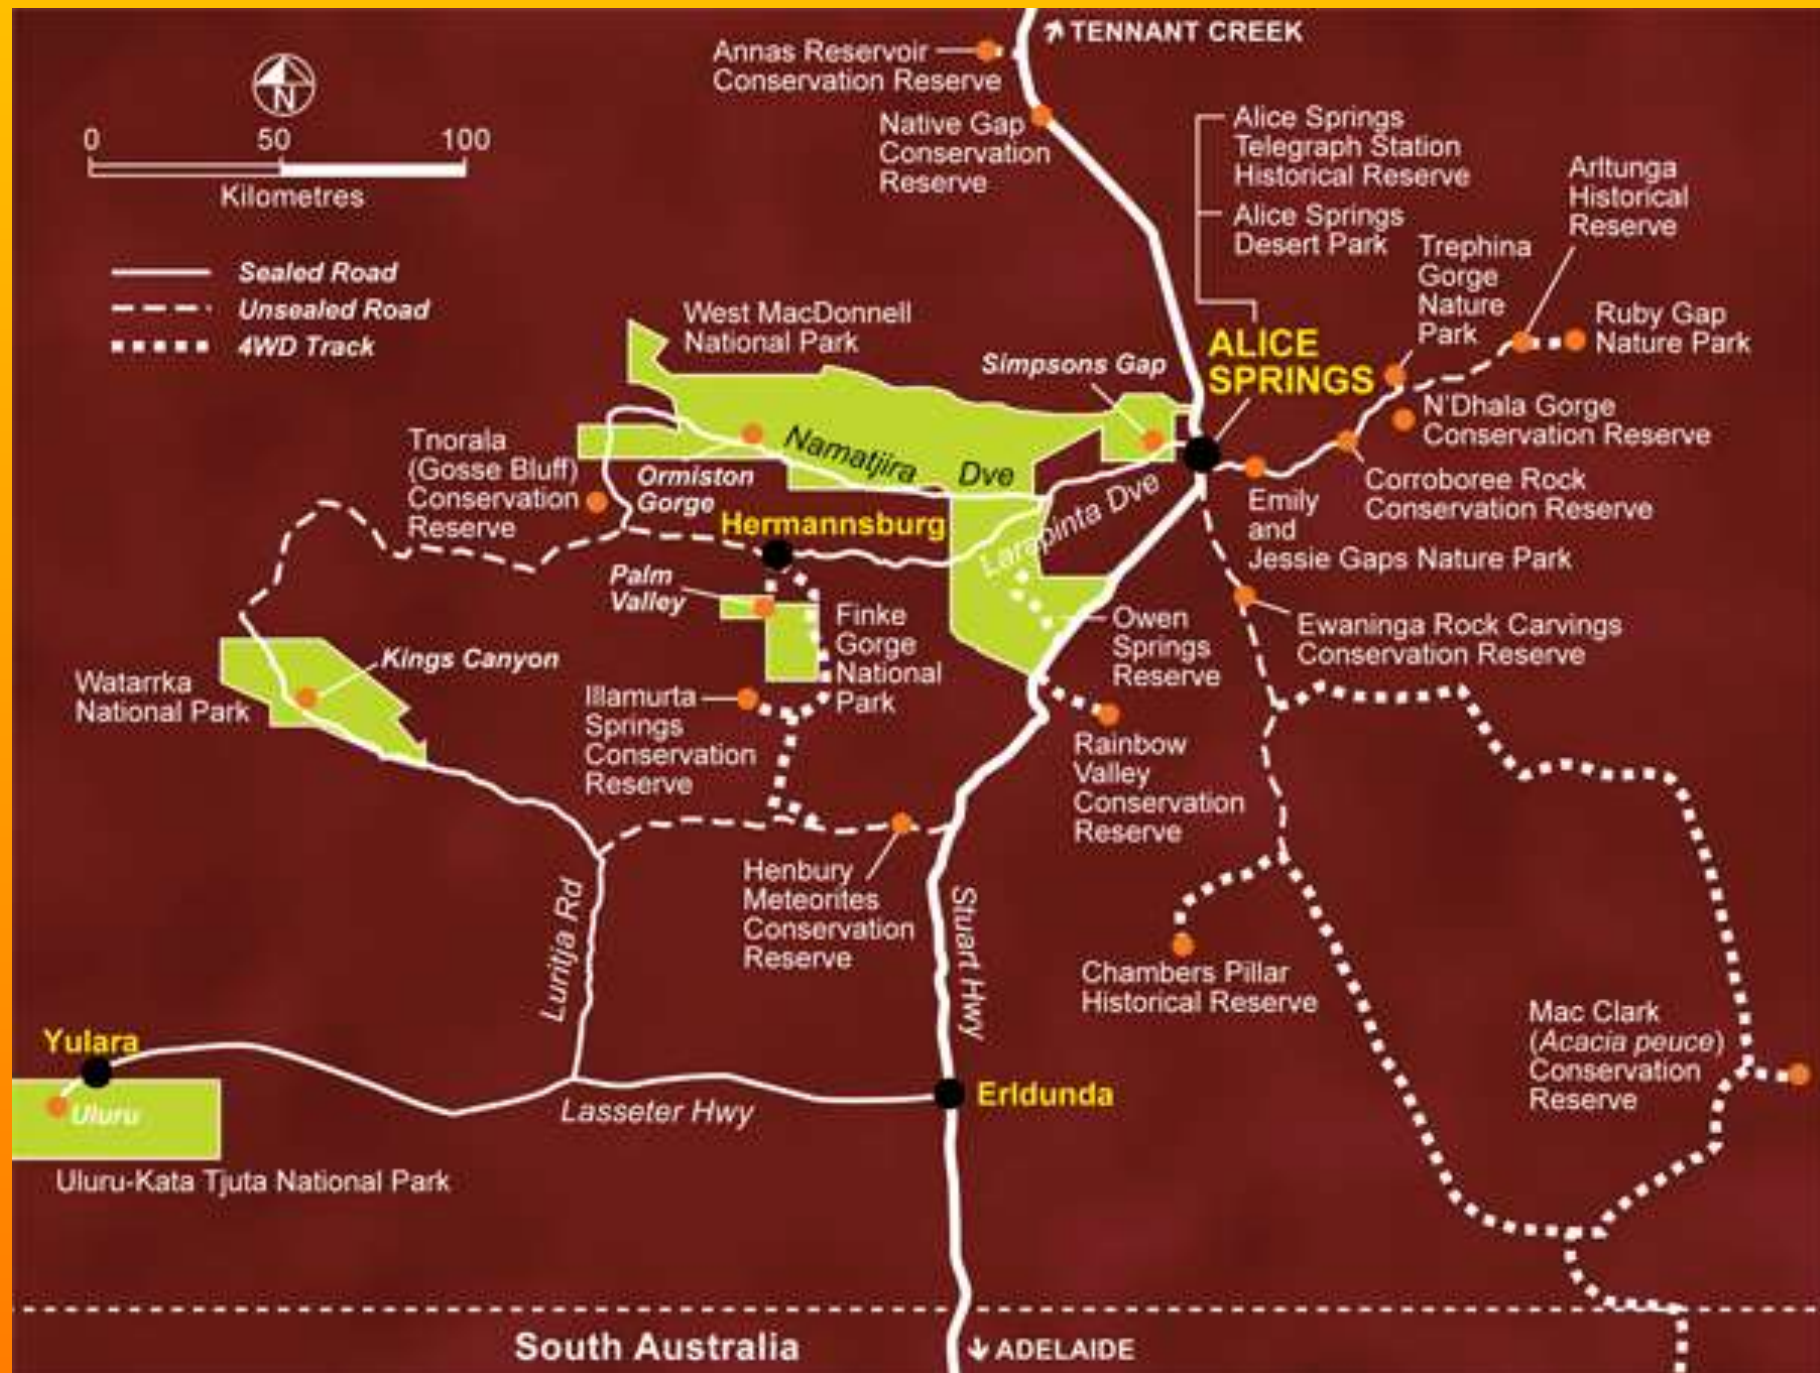 TENNANT CREEK
Annas Reservoir
Conservation Reserve
Native Gap
Conservation
Reserve
Alice Springs
Telegraph Station
Historical Reserve
Alice Springs
Desert Park
Arltunga
Historical
Reserve
Trephina
Gorge
Nature
Park
Ruby Gap
Nature Park
N
0 50 100
Kilometres
Sealed Road
Unsealed Road
4WD Track
West MacDonnell
National Park
Simpsons Gap
ALICE
SPRINGS
N'Dhala Gorge
Conservation Reserve
Tnorala
(Gosse Bluff)
Conservation
Reserve
Namatjira Dve
Ormiston
Gorge
Larapinta Dve
Corroboree Rock
Conservation Reserve
Emily
and
Jessie Gaps Nature Park
Hermannsburg
Palm
Valley
Finke
Gorge
National
Park
Owen
Springs
Reserve
Ewaninga Rock Carvings
Conservation Reserve
Kings Canyon
Watarrka
National Park
Illamurta
Springs
Conservation
Reserve
Rainbow
Valley
Conservation
Reserve
Henbury
Meteorites
Conservation
Reserve
Luritja Rd
Stuart Hwy
Chambers Pillar
Historical Reserve
Mac Clark
(Acacia peuce)
Conservation
Reserve
Yulara
Uluru
Lasseter Hwy
Erldunda
Uluru-Kata Tjuta National Park
South Australia
ADELAIDE